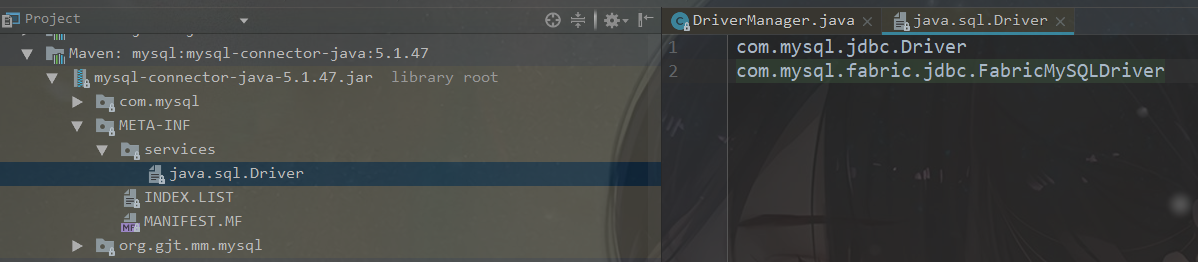 Project
Maven: mysql:mysql-connector-java:5.1.47
mysql-connector-java-5.1.47.jar library root
com.mysql
META-INF
services
java.sql.Driver
INDEX.LIST
MF
MANIFEST.MF
org.gjt.mm.mysql
C
DriverManager.java
java.sql.Driver
1 com.mysql.jdbc.Driver
2 com.mysql.fabric.jdbc.FabricMySQLDriver